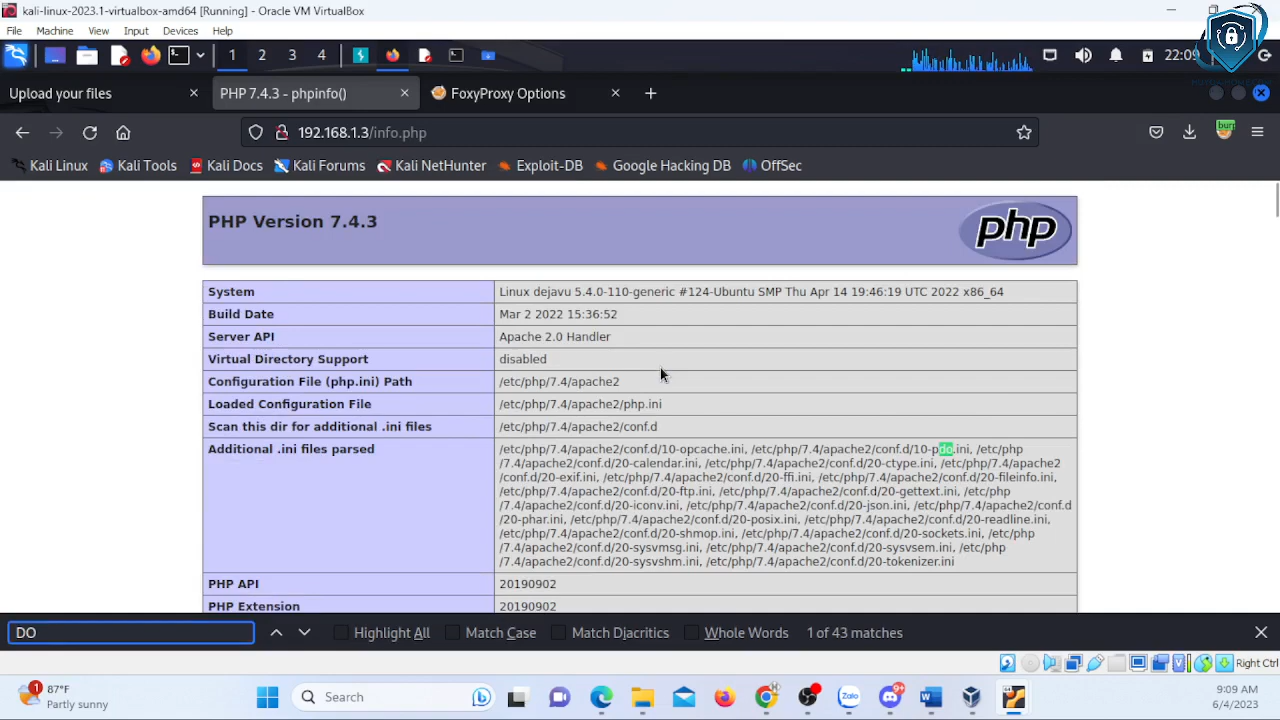 kali-linux-2023.1-virtualbox-amd64 [Running] - Oracle VM VirtualBox
File Machine View Input Devices Help
1 2 3 4 22:09
Upload your files PHP 7.4.3 - phpinfo() FoxyProxy Options
192.168.1.3/info.php
burp
Kali Linux Kali Tools Kali Docs Kali Forums Kali NetHunter Exploit-DB Google Hacking DB OffSec
PHP Version 7.4.3
php
System Linux dejavu 5.4.0-110-generic #124-Ubuntu SMP Thu Apr 14 19:46:19 UTC 2022 x86_64
Build Date Mar 2 2022 15:36:52
Server API Apache 2.0 Handler
Virtual Directory Support disabled
Configuration File (php.ini) Path /etc/php/7.4/apache2
Loaded Configuration File /etc/php/7.4/apache2/php.ini
Scan this dir for additional .ini files /etc/php/7.4/apache2/conf.d
Additional .ini files parsed /etc/php/7.4/apache2/conf.d/10-opcache.ini, /etc/php/7.4/apache2/conf.d/10-pdo.ini, /etc/php
/7.4/apache2/conf.d/20-calendar.ini, /etc/php/7.4/apache2/conf.d/20-ctype.ini, /etc/php/7.4/apache2
/conf.d/20-exif.ini, /etc/php/7.4/apache2/conf.d/20-ffi.ini, /etc/php/7.4/apache2/conf.d/20-fileinfo.ini,
/etc/php/7.4/apache2/conf.d/20-ftp.ini, /etc/php/7.4/apache2/conf.d/20-gettext.ini, /etc/php
/7.4/apache2/conf.d/20-iconv.ini, /etc/php/7.4/apache2/conf.d/20-json.ini, /etc/php/7.4/apache2/conf.d
/20-phar.ini, /etc/php/7.4/apache2/conf.d/20-posix.ini, /etc/php/7.4/apache2/conf.d/20-readline.ini,
/etc/php/7.4/apache2/conf.d/20-shmop.ini, /etc/php/7.4/apache2/conf.d/20-sockets.ini, /etc/php
/7.4/apache2/conf.d/20-sysvmsg.ini, /etc/php/7.4/apache2/conf.d/20-sysvsem.ini, /etc/php
/7.4/apache2/conf.d/20-sysvshm.ini, /etc/php/7.4/apache2/conf.d/20-tokenizer.ini
PHP API 20190902
PHP Extension 20190902
DO Highlight All Match Case Match Diacritics Whole Words 1 of 43 matches
Right Ctrl
1 87°F
Partly sunny
Search
Zalo
9+
9:09 AM
6/4/2023